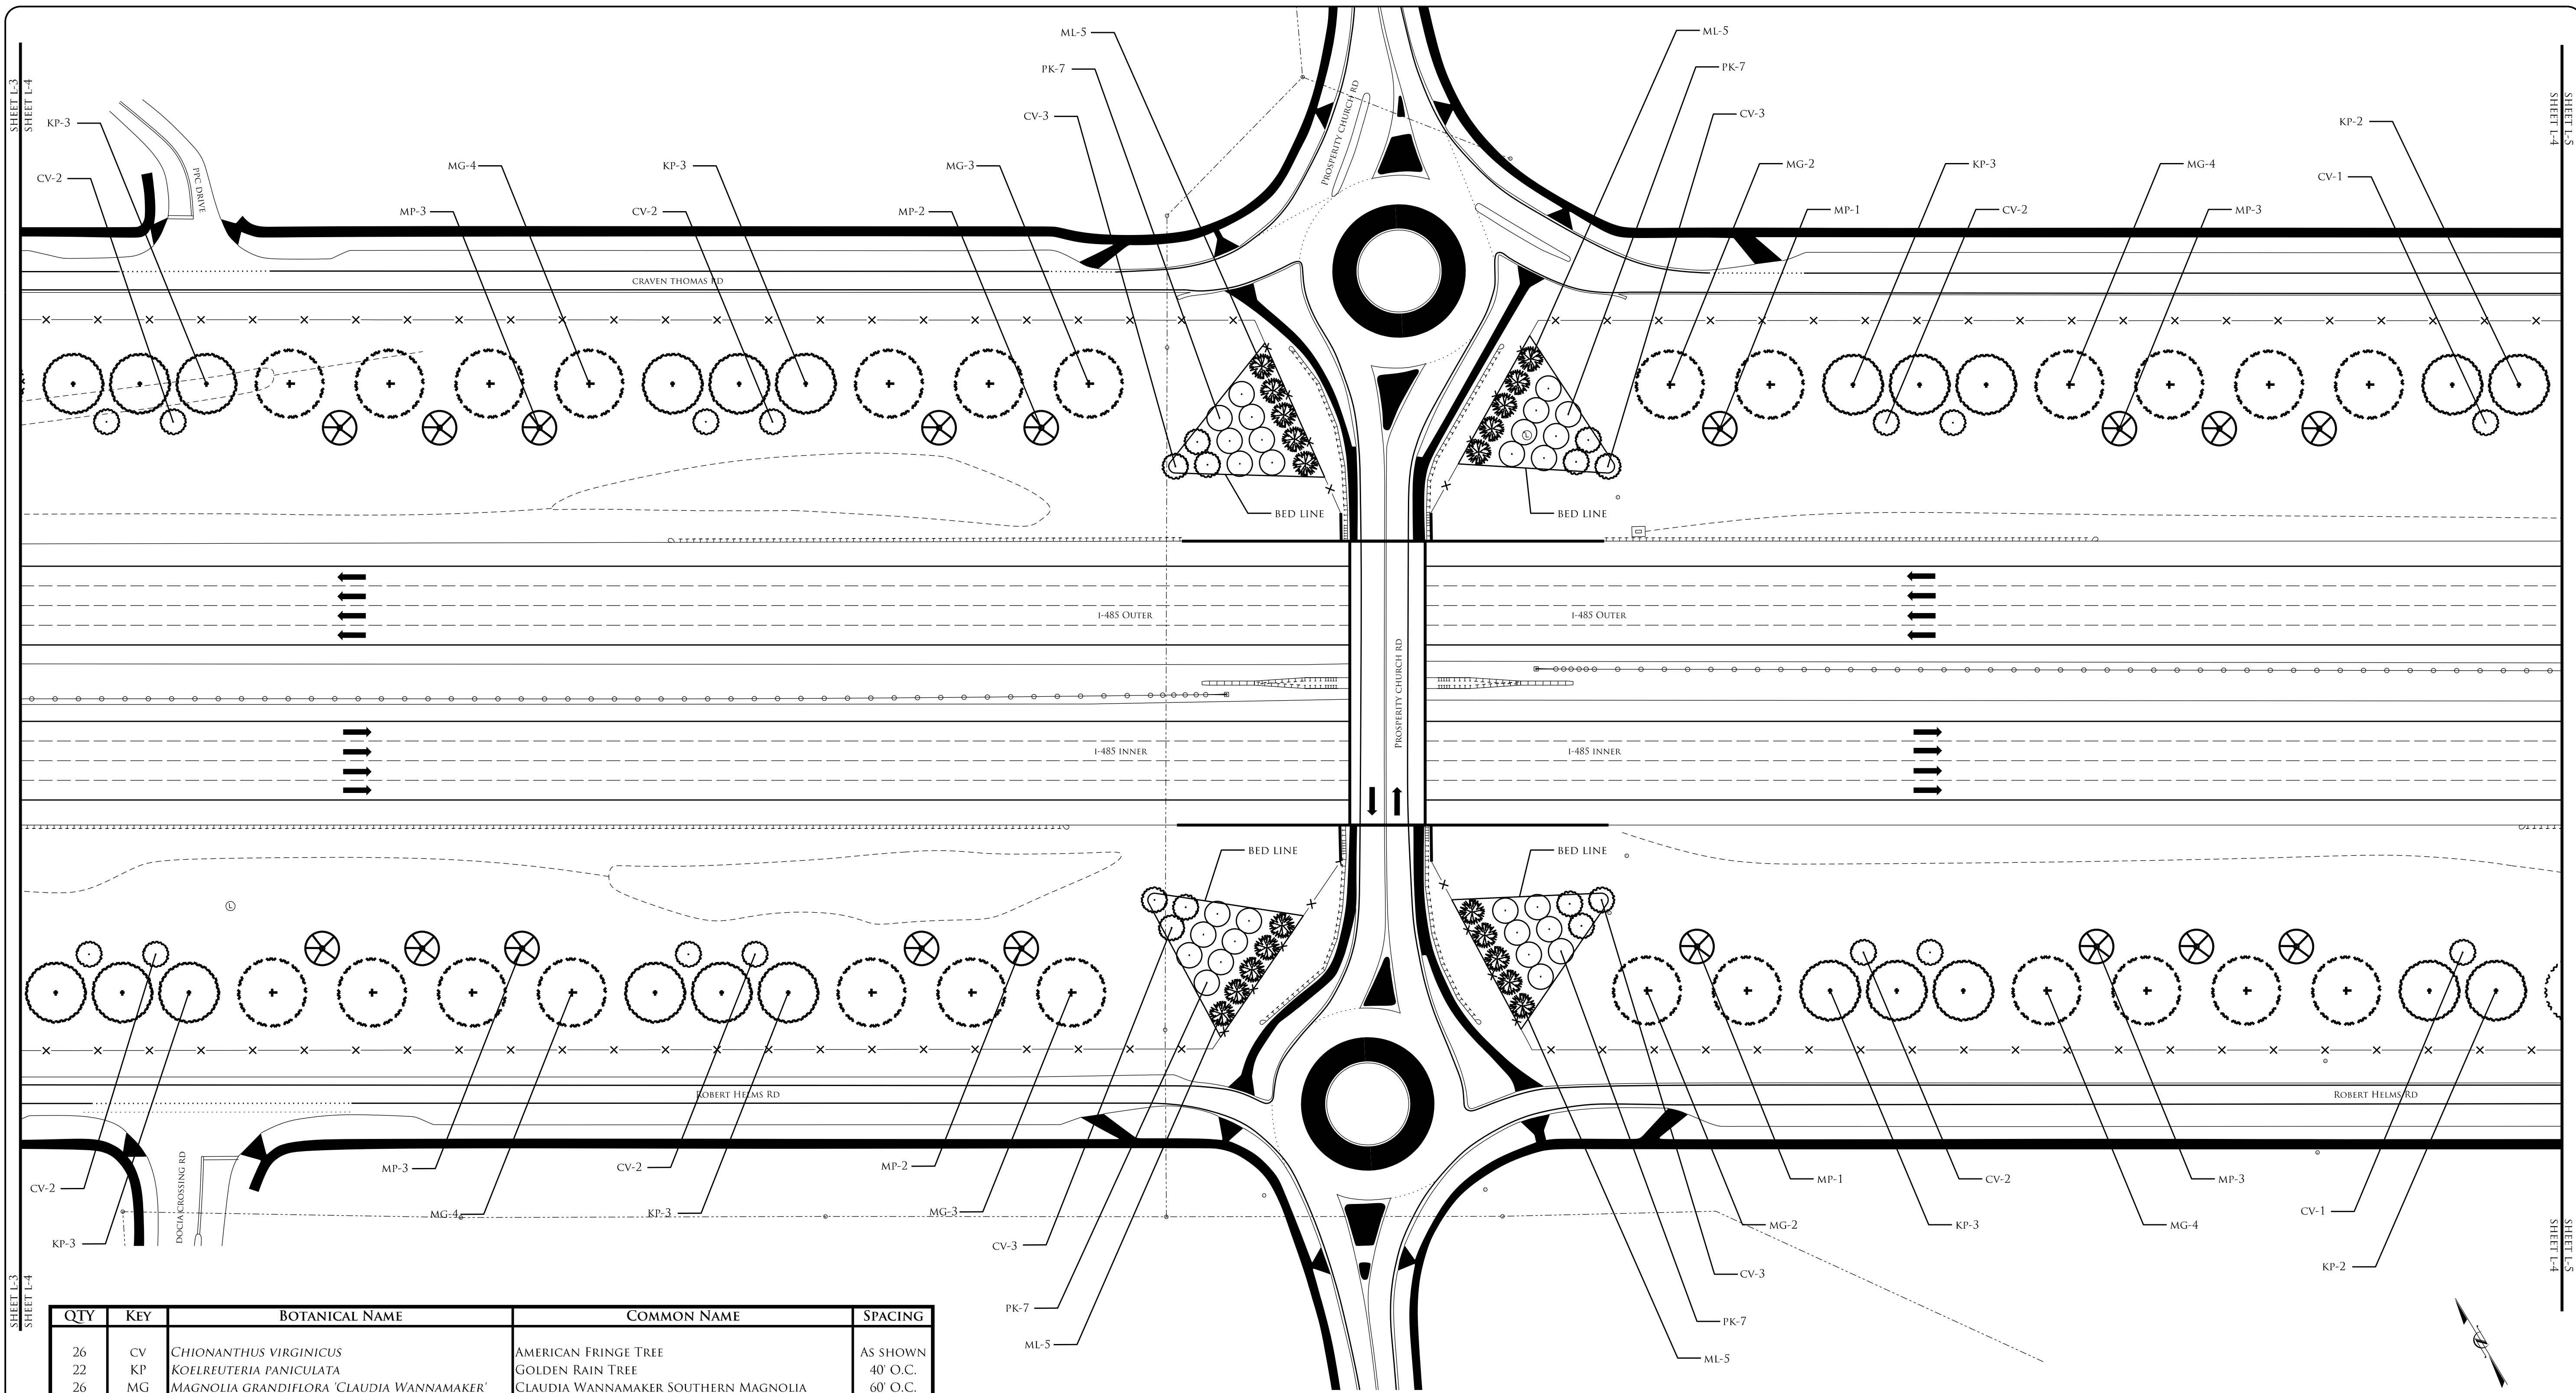 ML-5
ML-5
PK-7
PK-7
CV-3
CV-3
SHEET L-3
SHEET L-4
SHEET L-4
SHEET L-5
KP-3
KP-2
CV-2
PPC DRIVE
MG-4
KP-3
MG-3
PROSPERITY CHURCH RD
MG-2
KP-3
MG-4
CV-1
MP-3
CV-2
MP-2
MP-1
CV-2
MP-3
CRAVEN THOMAS RD
L
BED LINE
BED LINE
I-485 OUTER
I-485 OUTER
PROSPERITY CHURCH RD
I-485 INNER
I-485 INNER
BED LINE
BED LINE
L
ROBERT HELMS RD
ROBERT HELMS RD
CV-2
DOCIA CROSSING RD
MP-3
CV-2
MP-2
MP-1
CV-2
MP-3
MG-4
KP-3
MG-3
MG-2
KP-3
MG-4
CV-1
KP-3
CV-3
CV-3
KP-2
SHEET L-3
SHEET L-4
SHEET L-4
SHEET L-5
PK-7
PK-7
ML-5
ML-5
QTY KEY BOTANICAL NAME COMMON NAME SPACING
26 CV CHIONANTHUS VIRGINICUS AMERICAN FRINGE TREE AS SHOWN
22 KP KOELREUTERIA PANICULATA GOLDEN RAIN TREE 40' O.C.
26 MG MAGNOLIA GRANDIFLORA 'CLAUDIA WANNAMAKER' CLAUDIA WANNAMAKER SOUTHERN MAGNOLIA 60' O.C.